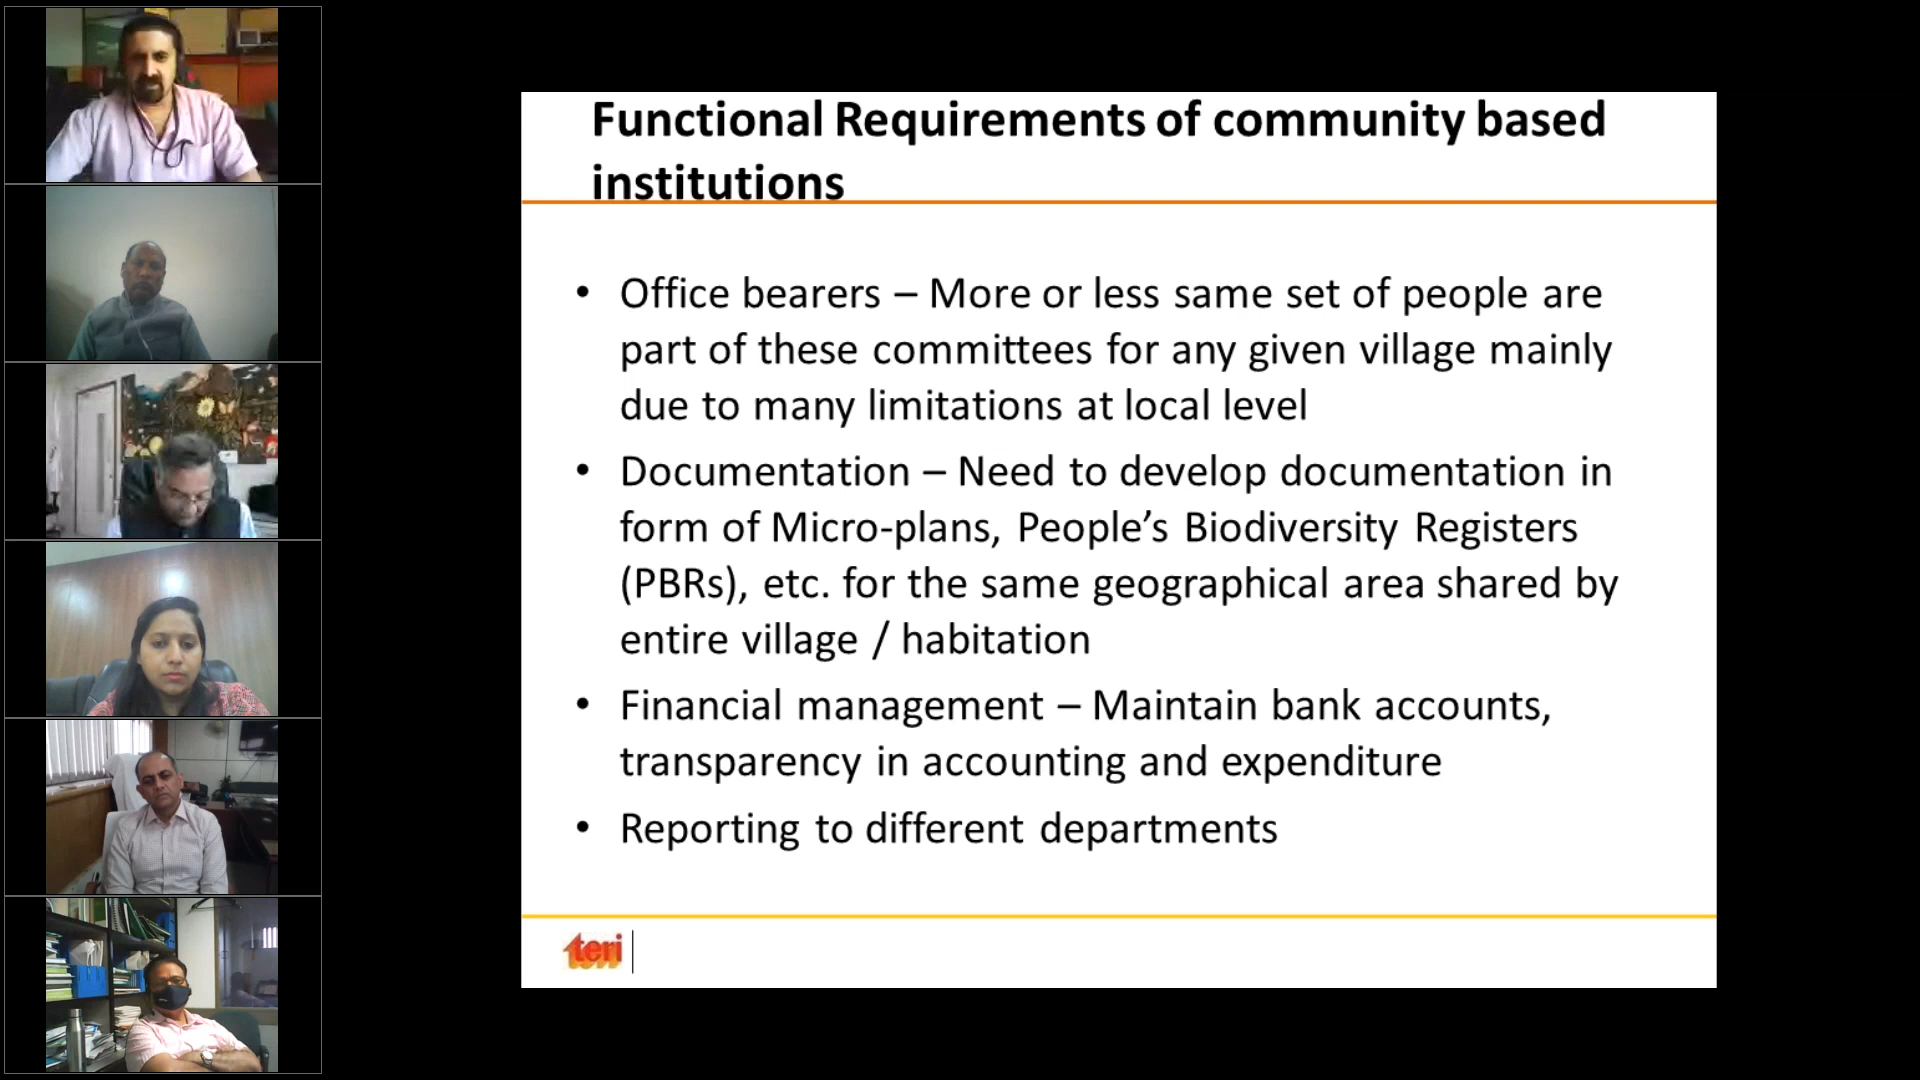 Functional Requirements of community based
institutions
• Office bearers – More or less same set of people are
part of these committees for any given village mainly
due to many limitations at local level
• Documentation – Need to develop documentation in
form of Micro-plans, People’s Biodiversity Registers
(PBRs), etc. for the same geographical area shared by
entire village / habitation
• Financial management – Maintain bank accounts,
transparency in accounting and expenditure
• Reporting to different departments
teri